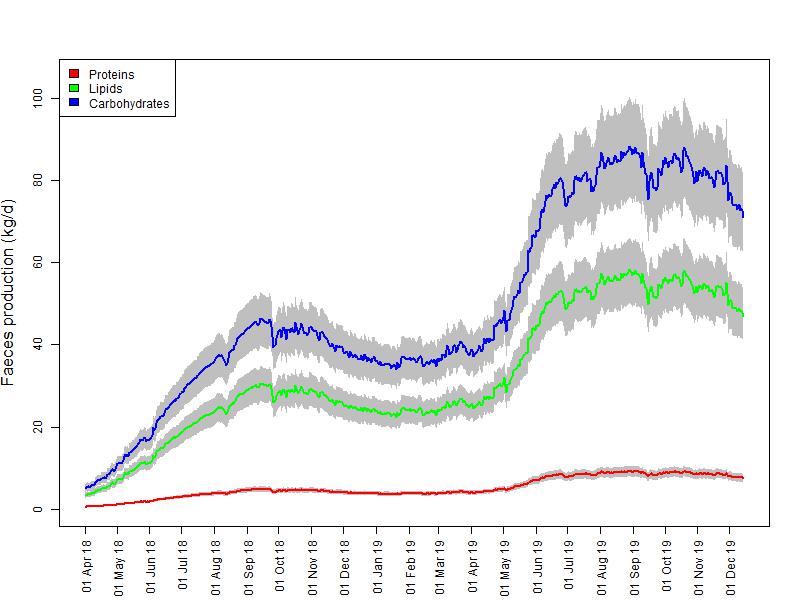 Proteins
Lipids
Carbohydrates
Faeces production (kg/d)
100
80
60
40
20
0
01 Apr 18
01 May 18
01 Jun 18
01 Jul 18
01 Aug 18
01 Sep 18
01 Oct 18
01 Nov 18
01 Dec 18
01 Jan 19
01 Feb 19
01 Mar 19
01 Apr 19
01 May 19
01 Jun 19
01 Jul 19
01 Aug 19
01 Sep 19
01 Oct 19
01 Nov 19
01 Dec 19